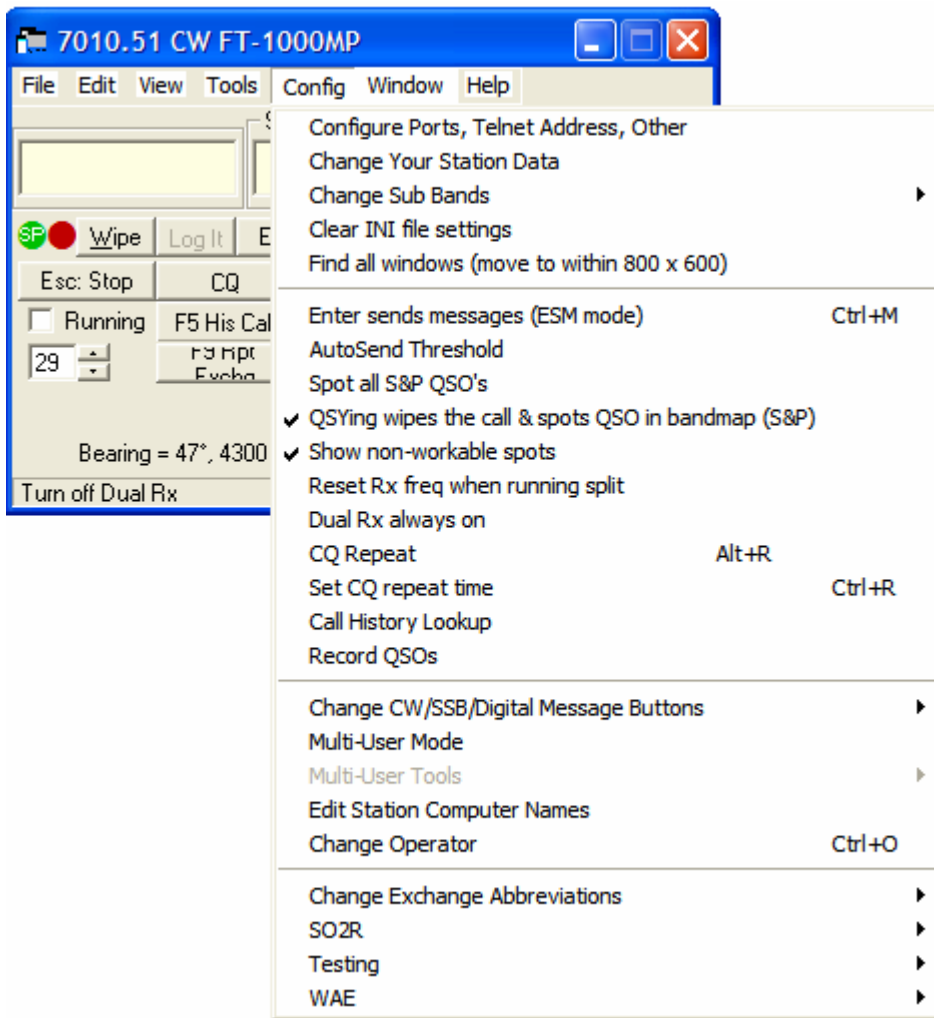 7010.51 CW FT-1000MP
File Edit View Tools Config Window Help
Configure Ports, Telnet Address, Other
Change Your Station Data
Change Sub Bands
Clear INI file settings
Find all windows (move to within 800 x 600)
Enter sends messages (ESM mode) Ctrl+M
AutoSend Threshold
Spot all S&P QSO's
QSYing wipes the call & spots QSO in bandmap (S&P)
Show non-workable spots
Reset Rx freq when running split
Dual Rx always on
CQ Repeat Alt+R
Set CQ repeat time Ctrl+R
Call History Lookup
Record QSOs
Change CW/SSB/Digital Message Buttons
Multi-User Mode
Multi-User Tools
Edit Station Computer Names
Change Operator Ctrl+O
Change Exchange Abbreviations
SO2R
Testing
WAE
SP Wipe Log It E
Esc: Stop CQ
Running F5 His Cal
29 F9 Rpt
Exchg
Bearing = 47°, 4300
Turn off Dual Rx